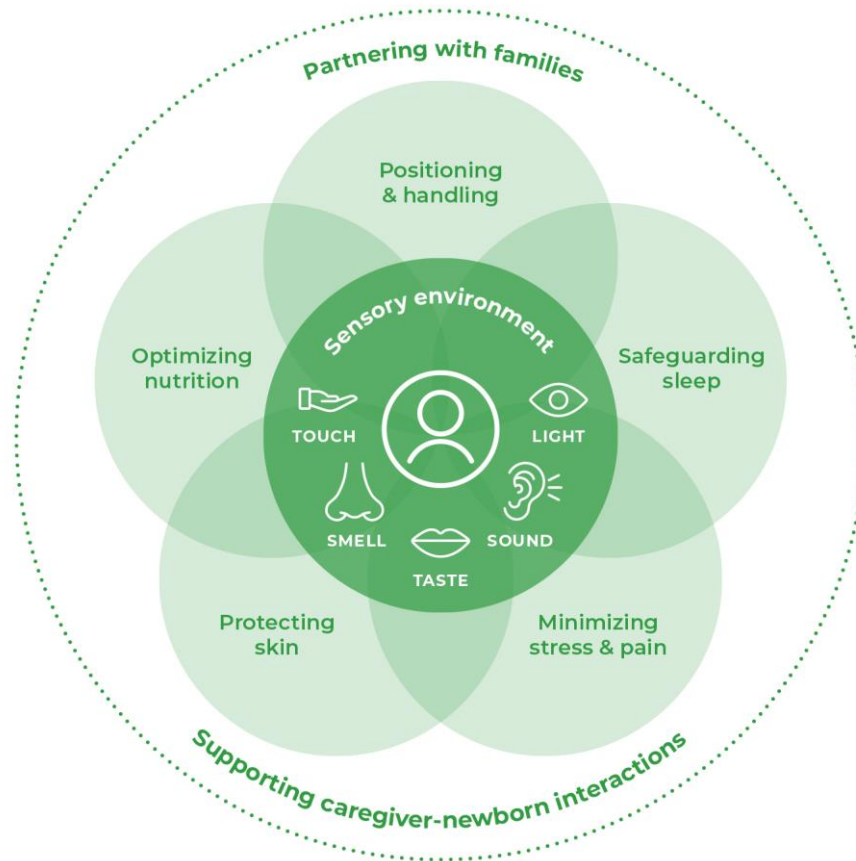 Partnering with families
Positioning
& handling
Optimizing
nutrition
Sensory environment
Safeguarding
sleep
TOUCH
LIGHT
SMELL
SOUND
TASTE
Protecting
skin
Minimizing
stress & pain
Supporting caregiver-newborn interactions